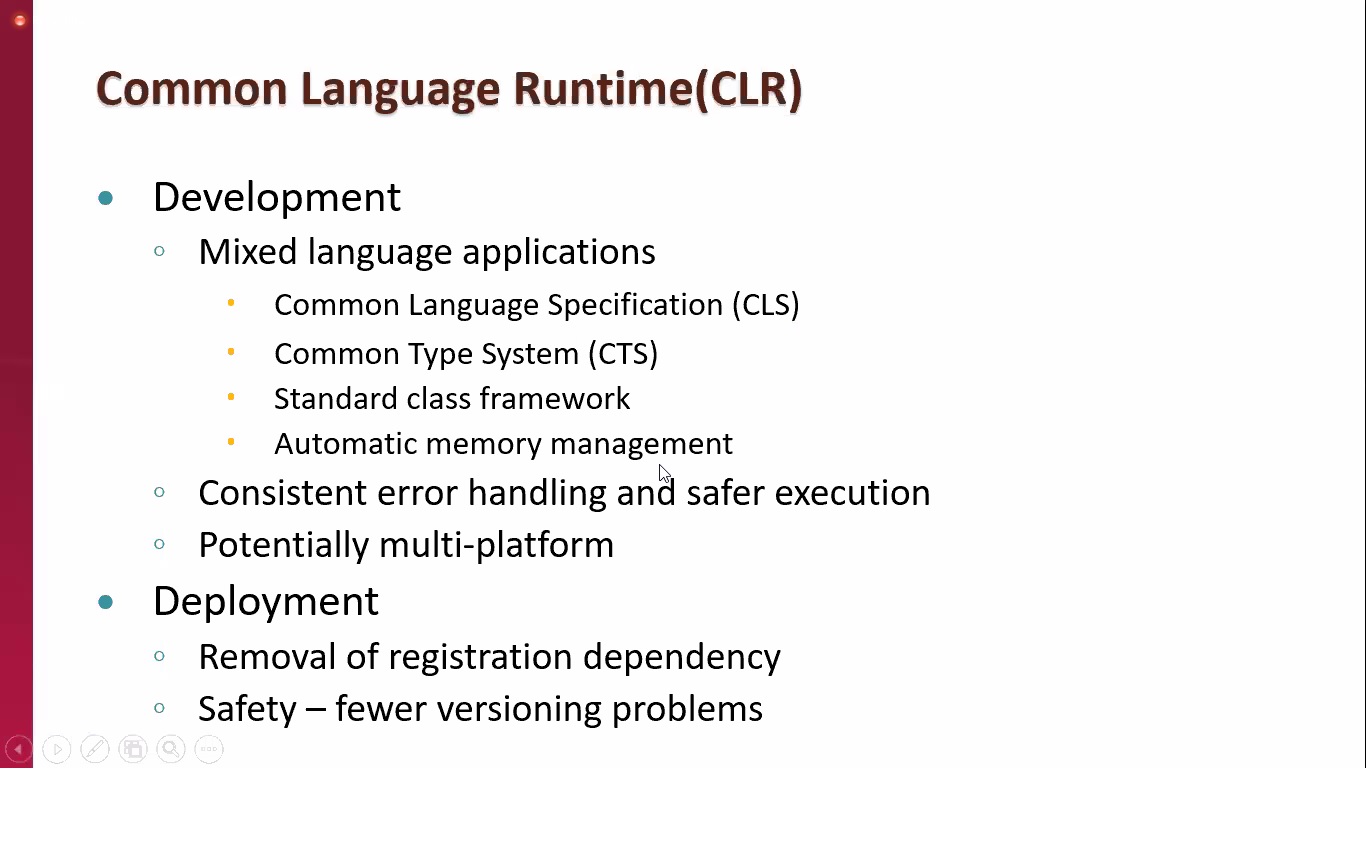 Common Language Runtime(CLR)
Development
Mixed language applications
Common Language Specification (CLS)
Common Type System (CTS)
Standard class framework
Automatic memory management
Consistent error handling and safer execution
Potentially multi-platform
Deployment
Removal of registration dependency
Safety – fewer versioning problems